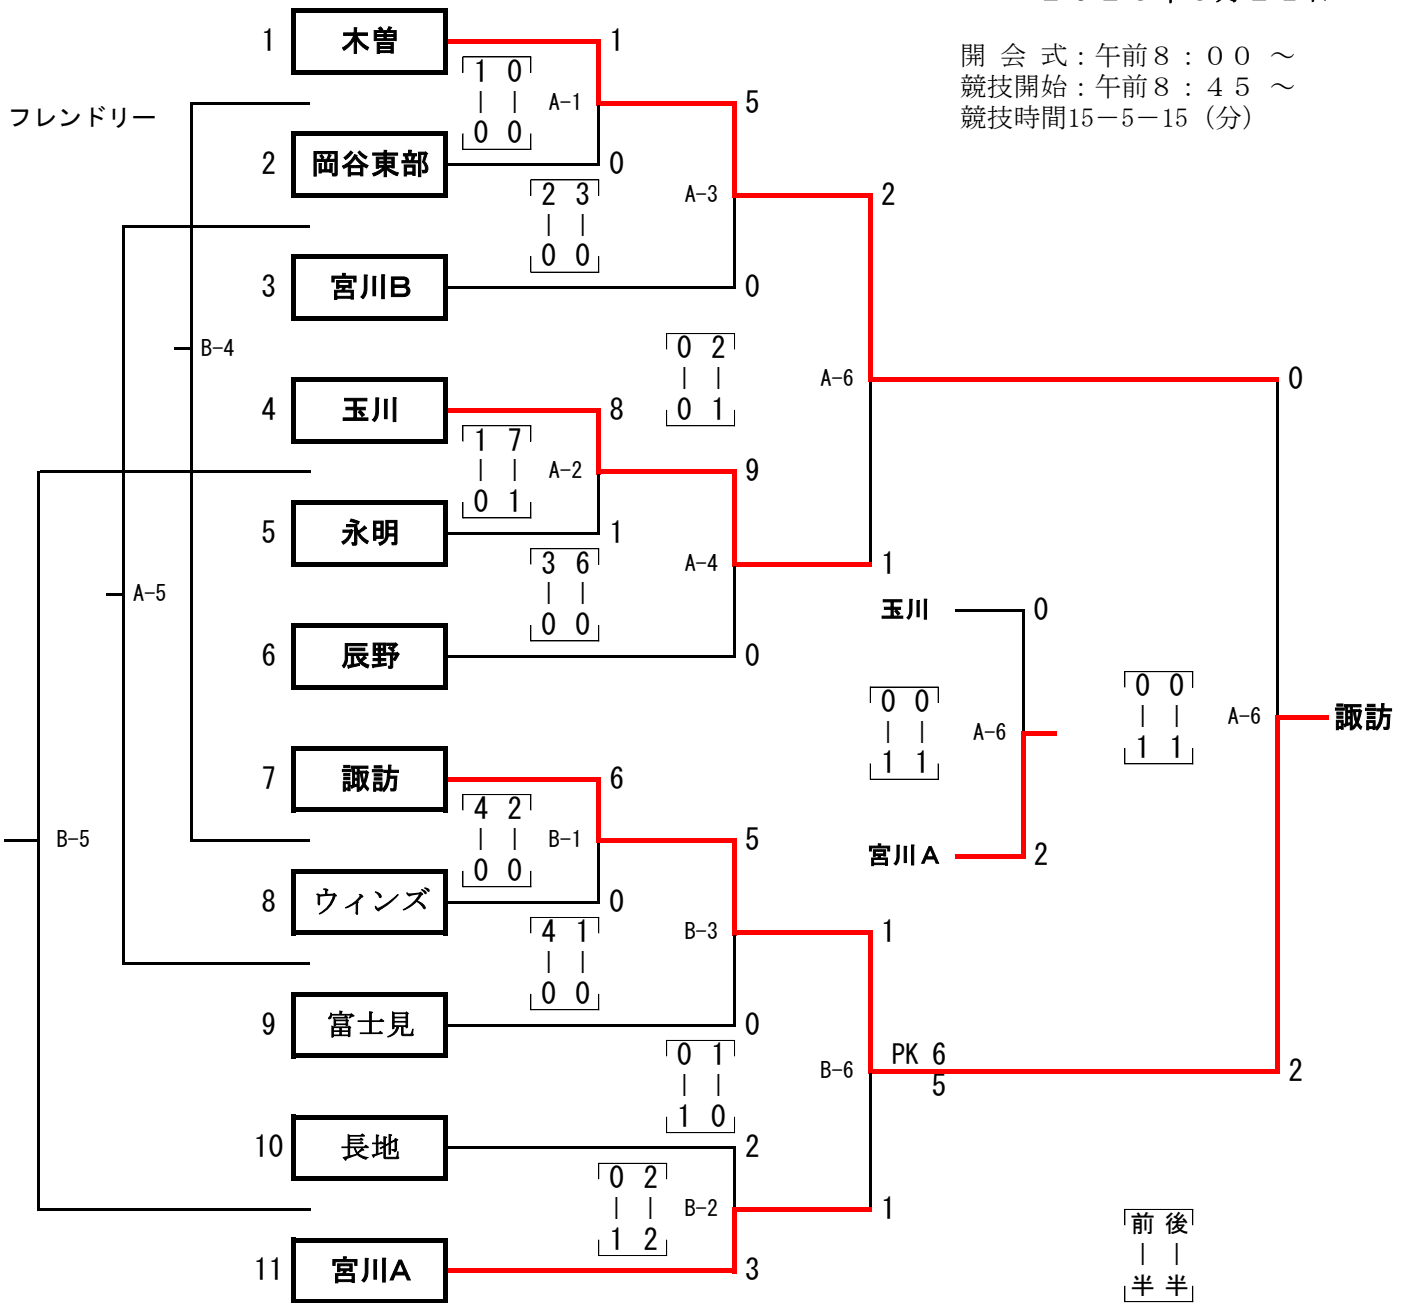 開 会 式：午前８：００ ～
競技開始：午前８：４５ ～
競技時間15－5－15（分）
フレンドリー
1 木曽 1
1 0
| |
0 0
A-1
5
2 岡谷東部 0
2 3
| |
0 0
A-3
2
3 宮川B 0
B-4
0 2
| |
0 1
A-6
0
4 玉川 8
1 7
| |
0 1
A-2
9
5 永明 1
3 6
| |
0 0
A-4
1
A-5
6 辰野 0
玉川 0
0 0
| |
1 1
A-6
宮川A 2
0 0
| |
1 1
A-6
諏訪
7 諏訪 6
4 2
| |
0 0
B-1
5
B-5
8 ウィンズ 0
4 1
| |
0 0
B-3
1
9 富士見 0
0 1
| |
1 0
B-6
PK 6
5
2
10 長地 2
0 2
| |
1 2
B-2
1
11 宮川A 3
前 後
| |
半 半